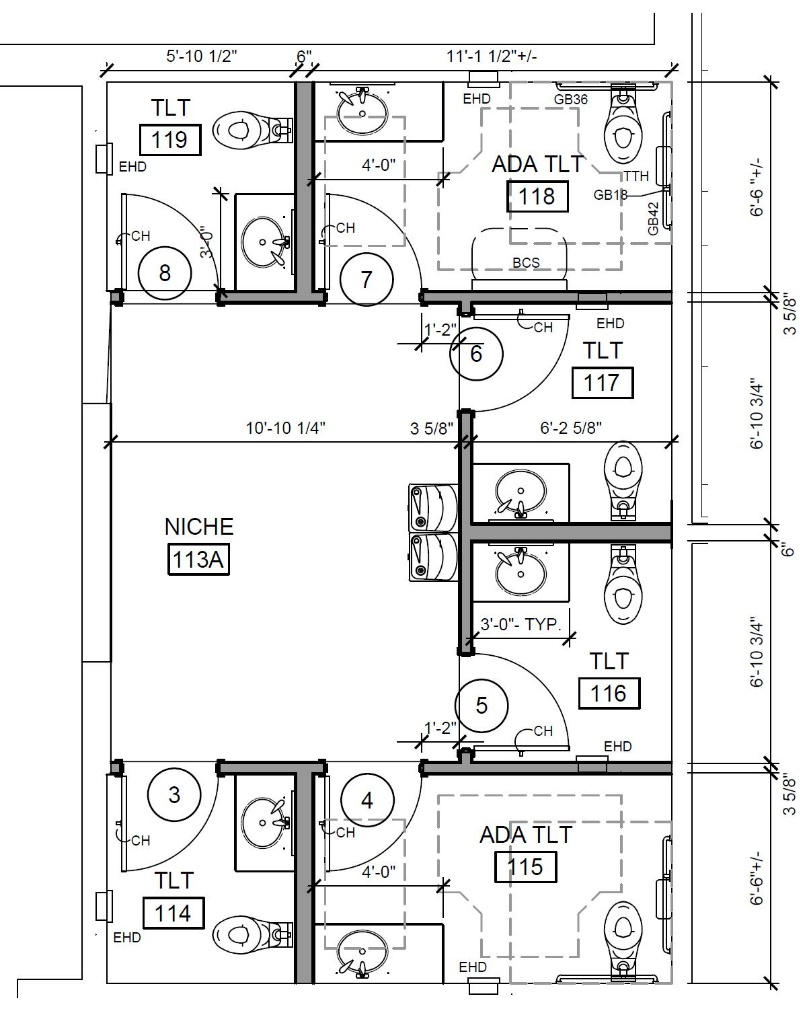 5'-10 1/2"
6"
11'-1 1/2"+/-
TLT
119
EHD
CH
3'-0"
8
4'-0"
CH
7
EHD
GB36
ADA TLT
118
TTH
GB18
GB42
BCS
6'-6 "+/-
3 5/8"
1'-2"
6
CH
EHD
TLT
117
6'-10 3/4"
10'-10 1/4"
3 5/8"
6'-2 5/8"
NICHE
113A
6"
3'-0"- TYP.
TLT
116
5
6'-10 3/4"
1'-2"
CH
EHD
3 5/8"
3
CH
TLT
114
EHD
4
CH
4'-0"
ADA TLT
115
EHD
6'-6"+/-